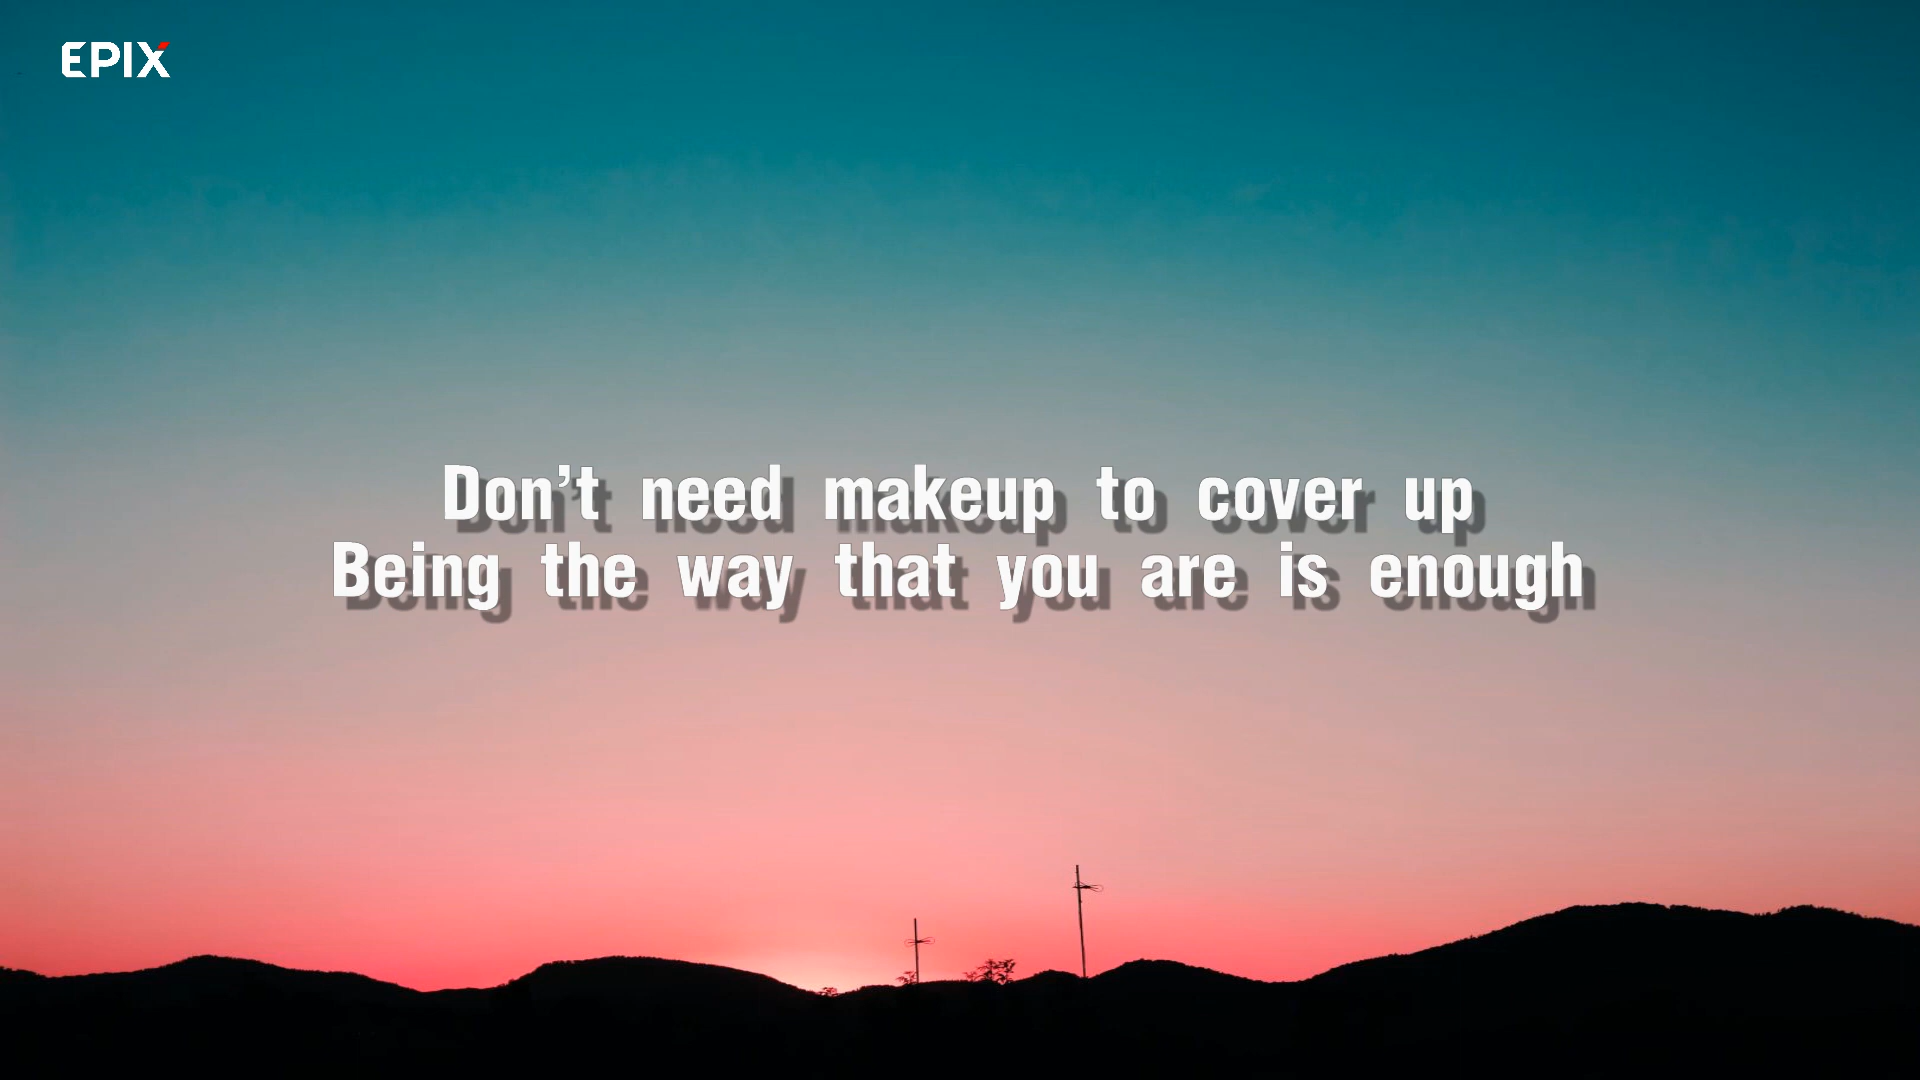 EPIX
Don’t need makeup to cover up
Being the way that you are is enough